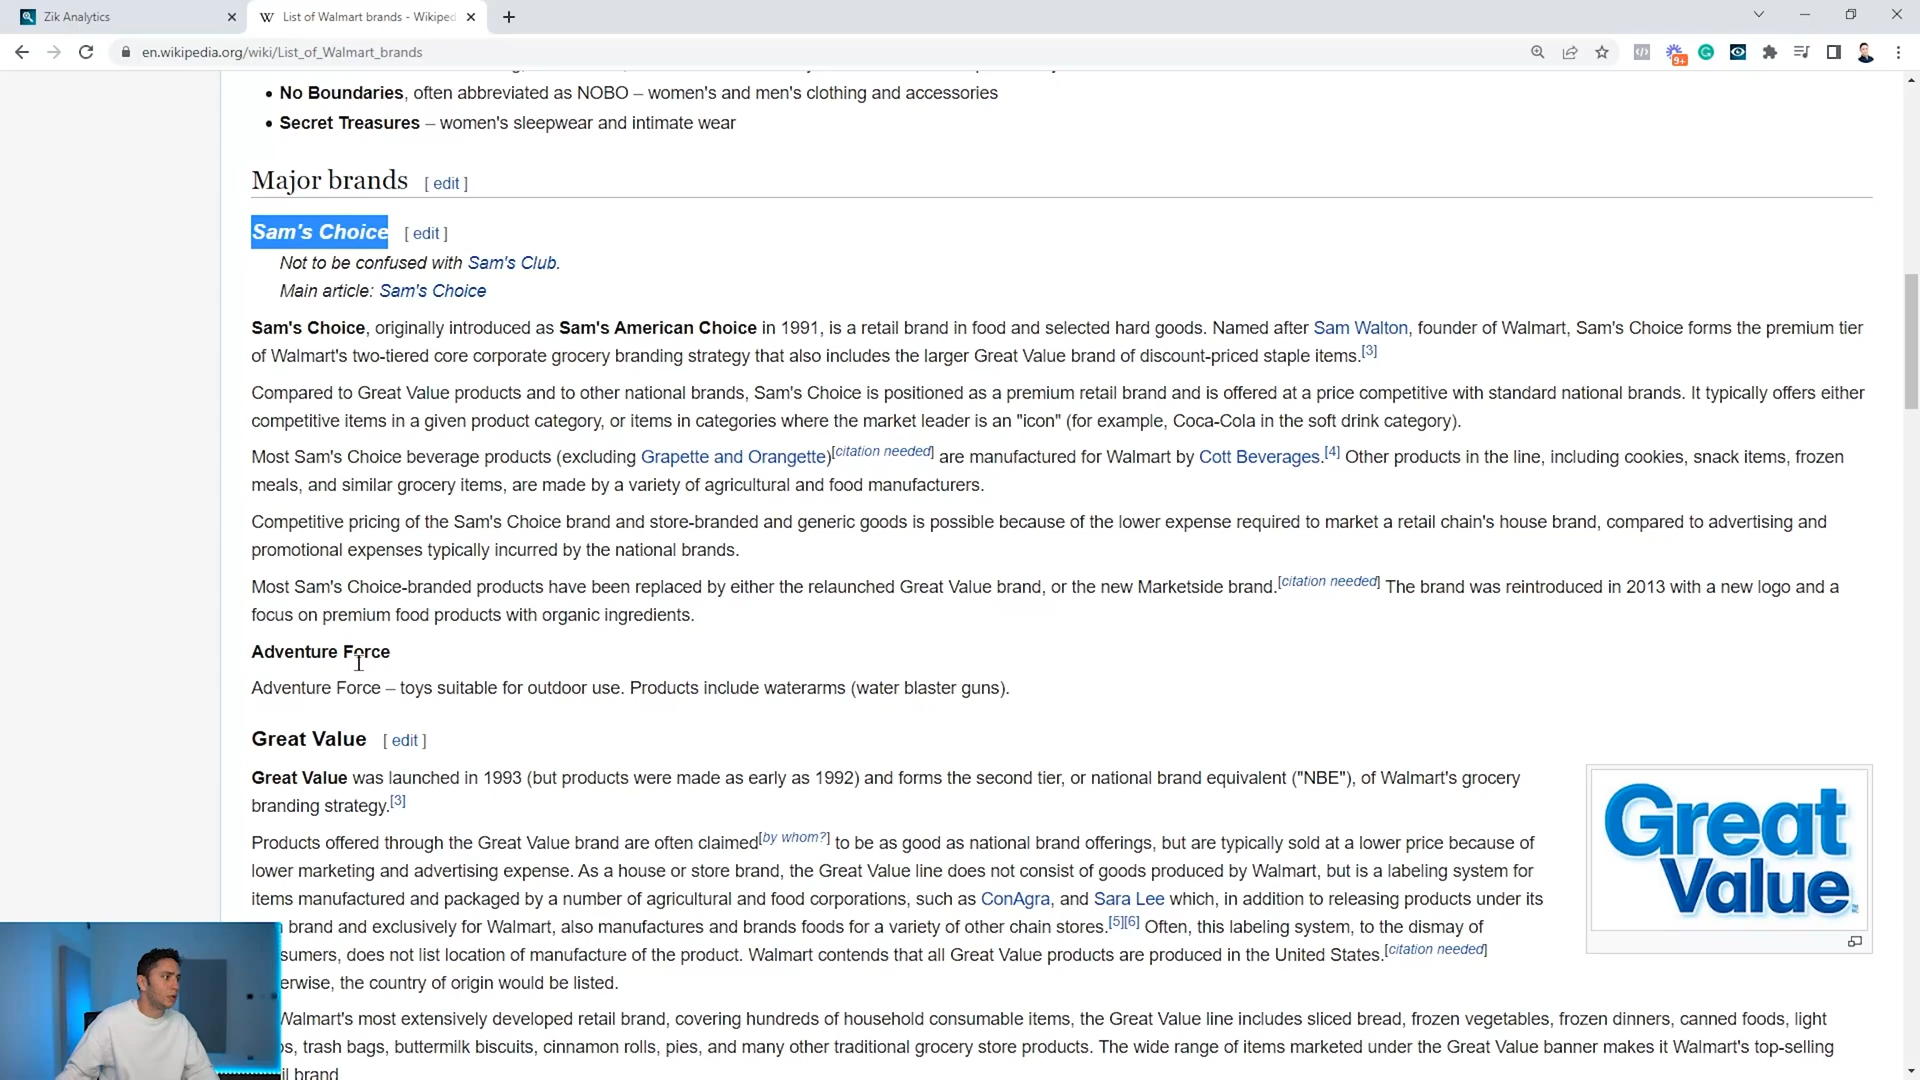 Zik Analytics
List of Walmart brands - Wikiped
en.wikipedia.org/wiki/List_of_Walmart_brands
9+
• No Boundaries, often abbreviated as NOBO – women's and men's clothing and accessories
• Secret Treasures – women's sleepwear and intimate wear
Major brands [ edit ]
Sam's Choice [ edit ]
Not to be confused with Sam's Club.
Main article: Sam's Choice
Sam's Choice, originally introduced as Sam's American Choice in 1991, is a retail brand in food and selected hard goods. Named after Sam Walton, founder of Walmart, Sam's Choice forms the premium tier
of Walmart's two-tiered core corporate grocery branding strategy that also includes the larger Great Value brand of discount-priced staple items.[3]
Compared to Great Value products and to other national brands, Sam's Choice is positioned as a premium retail brand and is offered at a price competitive with standard national brands. It typically offers either
competitive items in a given product category, or items in categories where the market leader is an "icon" (for example, Coca-Cola in the soft drink category).
Most Sam's Choice beverage products (excluding Grapette and Orangette)[citation needed] are manufactured for Walmart by Cott Beverages.[4] Other products in the line, including cookies, snack items, frozen
meals, and similar grocery items, are made by a variety of agricultural and food manufacturers.
Competitive pricing of the Sam's Choice brand and store-branded and generic goods is possible because of the lower expense required to market a retail chain's house brand, compared to advertising and
promotional expenses typically incurred by the national brands.
Most Sam's Choice-branded products have been replaced by either the relaunched Great Value brand, or the new Marketside brand.[citation needed] The brand was reintroduced in 2013 with a new logo and a
focus on premium food products with organic ingredients.
Adventure Force
Adventure Force – toys suitable for outdoor use. Products include waterarms (water blaster guns).
Great Value [ edit ]
Great Value was launched in 1993 (but products were made as early as 1992) and forms the second tier, or national brand equivalent ("NBE"), of Walmart's grocery
branding strategy.[3]
Products offered through the Great Value brand are often claimed[by whom?] to be as good as national brand offerings, but are typically sold at a lower price because of
lower marketing and advertising expense. As a house or store brand, the Great Value line does not consist of goods produced by Walmart, but is a labeling system for
items manufactured and packaged by a number of agricultural and food corporations, such as ConAgra, and Sara Lee which, in addition to releasing products under its
brand and exclusively for Walmart, also manufactures and brands foods for a variety of other chain stores.[5][6] Often, this labeling system, to the dismay of
sumers, does not list location of manufacture of the product. Walmart contends that all Great Value products are produced in the United States.[citation needed]
erwise, the country of origin would be listed.
Walmart's most extensively developed retail brand, covering hundreds of household consumable items, the Great Value line includes sliced bread, frozen vegetables, frozen dinners, canned foods, light
s, trash bags, buttermilk biscuits, cinnamon rolls, pies, and many other traditional grocery store products. The wide range of items marketed under the Great Value banner makes it Walmart's top-selling
il brand
Great
Value